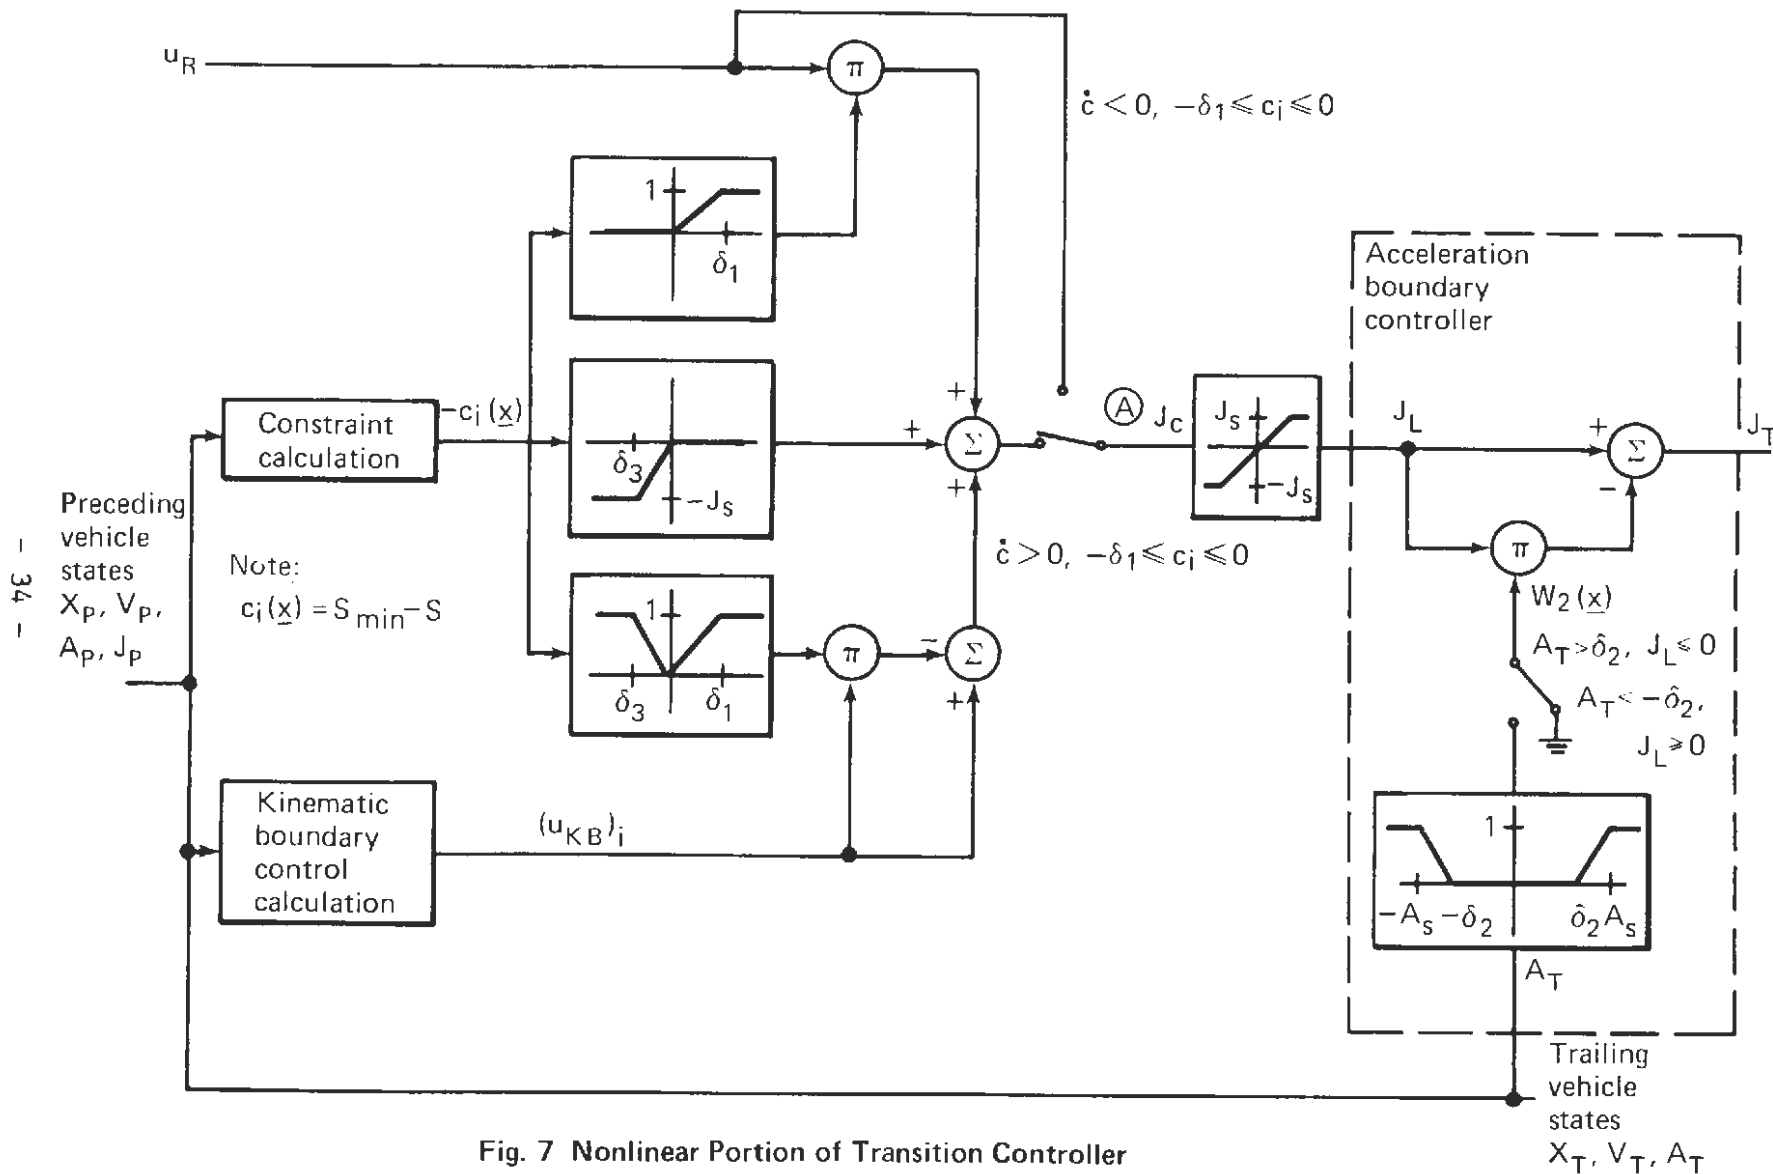 u_R
π
ċ < 0, −δ₁ ≤ c_i ≤ 0
1
δ₁
Acceleration
boundary
controller
Constraint
calculation
−c_i(x)
δ₃
−J_s
+
+
Σ
+
A
J_c
J_s
−J_s
J_L
+
Σ
−
J_T
π
Preceding
vehicle
states
X_P, V_P,
A_P, J_P
Note:
c_i(x) = S_min − S
ċ > 0, −δ₁ ≤ c_i ≤ 0
1
δ₃
δ₁
π
−
Σ
+
W₂(x)
A_T > δ₂, J_L ≤ 0
A_T < −δ₂,
J_L ≥ 0
Kinematic
boundary
control
calculation
(u_KB)_i
1
−A_s −δ₂
δ₂ A_s
A_T
Trailing
vehicle
states
X_T, V_T, A_T
Fig. 7 Nonlinear Portion of Transition Controller
− 34 −